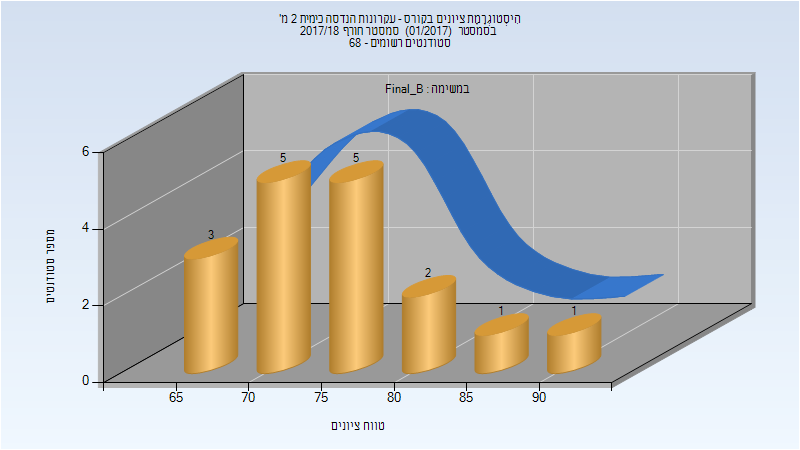 היסטוגרמת ציונים בקורס - עקרונות הנדסה כימית 2 מ'
בסמסטר (01/2017) סמסטר חורף 2017/18
סטודנטים רשומים - 68
במשימה : Final_B
מספר סטודנטים
6
4
2
0
3
5
5
2
1
1
65
70
75
80
85
90
טווח ציונים